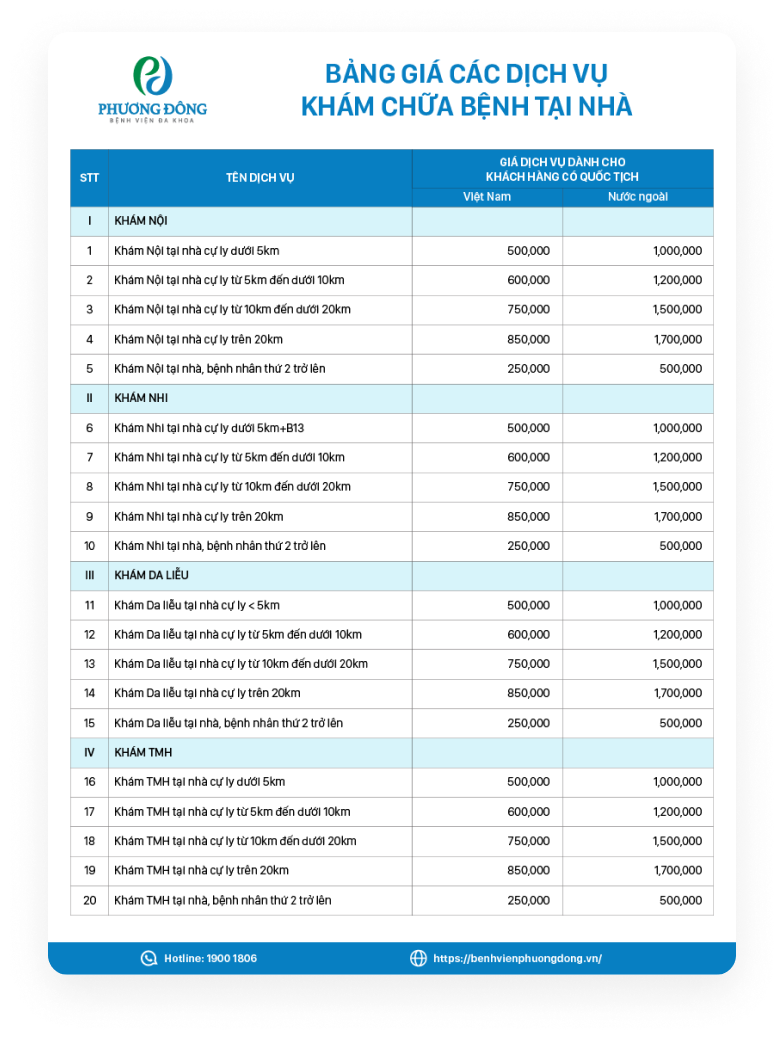 PHƯƠNG ĐÔNG
BỆNH VIỆN ĐA KHOA
BẢNG GIÁ CÁC DỊCH VỤ
KHÁM CHỮA BỆNH TẠI NHÀ
STT TÊN DỊCH VỤ GIÁ DỊCH VỤ DÀNH CHO
KHÁCH HÀNG CÓ QUỐC TỊCH
Việt Nam Nước ngoài
I KHÁM NỘI
1 Khám Nội tại nhà cự ly dưới 5km 500,000 1,000,000
2 Khám Nội tại nhà cự ly từ 5km đến dưới 10km 600,000 1,200,000
3 Khám Nội tại nhà cự ly từ 10km đến dưới 20km 750,000 1,500,000
4 Khám Nội tại nhà cự ly trên 20km 850,000 1,700,000
5 Khám Nội tại nhà, bệnh nhân thứ 2 trở lên 250,000 500,000
II KHÁM NHI
6 Khám Nhi tại nhà cự ly dưới 5km+B13 500,000 1,000,000
7 Khám Nhi tại nhà cự ly từ 5km đến dưới 10km 600,000 1,200,000
8 Khám Nhi tại nhà cự ly từ 10km đến dưới 20km 750,000 1,500,000
9 Khám Nhi tại nhà cự ly trên 20km 850,000 1,700,000
10 Khám Nhi tại nhà, bệnh nhân thứ 2 trở lên 250,000 500,000
III KHÁM DA LIỄU
11 Khám Da liễu tại nhà cự ly < 5km 500,000 1,000,000
12 Khám Da liễu tại nhà cự ly từ 5km đến dưới 10km 600,000 1,200,000
13 Khám Da liễu tại nhà cự ly từ 10km đến dưới 20km 750,000 1,500,000
14 Khám Da liễu tại nhà cự ly trên 20km 850,000 1,700,000
15 Khám Da liễu tại nhà, bệnh nhân thứ 2 trở lên 250,000 500,000
IV KHÁM TMH
16 Khám TMH tại nhà cự ly dưới 5km 500,000 1,000,000
17 Khám TMH tại nhà cự ly từ 5km đến dưới 10km 600,000 1,200,000
18 Khám TMH tại nhà cự ly từ 10km đến dưới 20km 750,000 1,500,000
19 Khám TMH tại nhà cự ly trên 20km 850,000 1,700,000
20 Khám TMH tại nhà, bệnh nhân thứ 2 trở lên 250,000 500,000
Hotline: 1900 1806 https://benhvienphuongdong.vn/